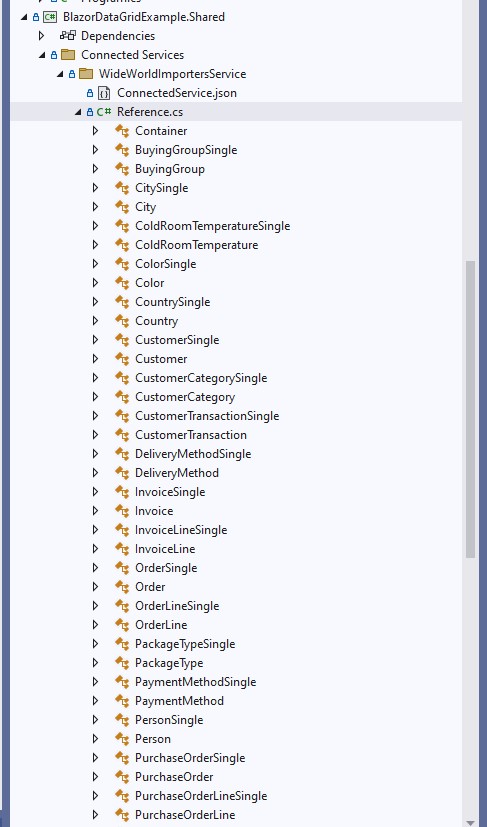 BlazorDataGridExample.Shared
Dependencies
Connected Services
WideWorldImportersService
ConnectedService.json
C# Reference.cs
Container
BuyingGroupSingle
BuyingGroup
CitySingle
City
ColdRoomTemperatureSingle
ColdRoomTemperature
ColorSingle
Color
CountrySingle
Country
CustomerSingle
Customer
CustomerCategorySingle
CustomerCategory
CustomerTransactionSingle
CustomerTransaction
DeliveryMethodSingle
DeliveryMethod
InvoiceSingle
Invoice
InvoiceLineSingle
InvoiceLine
OrderSingle
Order
OrderLineSingle
OrderLine
PackageTypeSingle
PackageType
PaymentMethodSingle
PaymentMethod
PersonSingle
Person
PurchaseOrderSingle
PurchaseOrder
PurchaseOrderLineSingle
PurchaseOrderLine